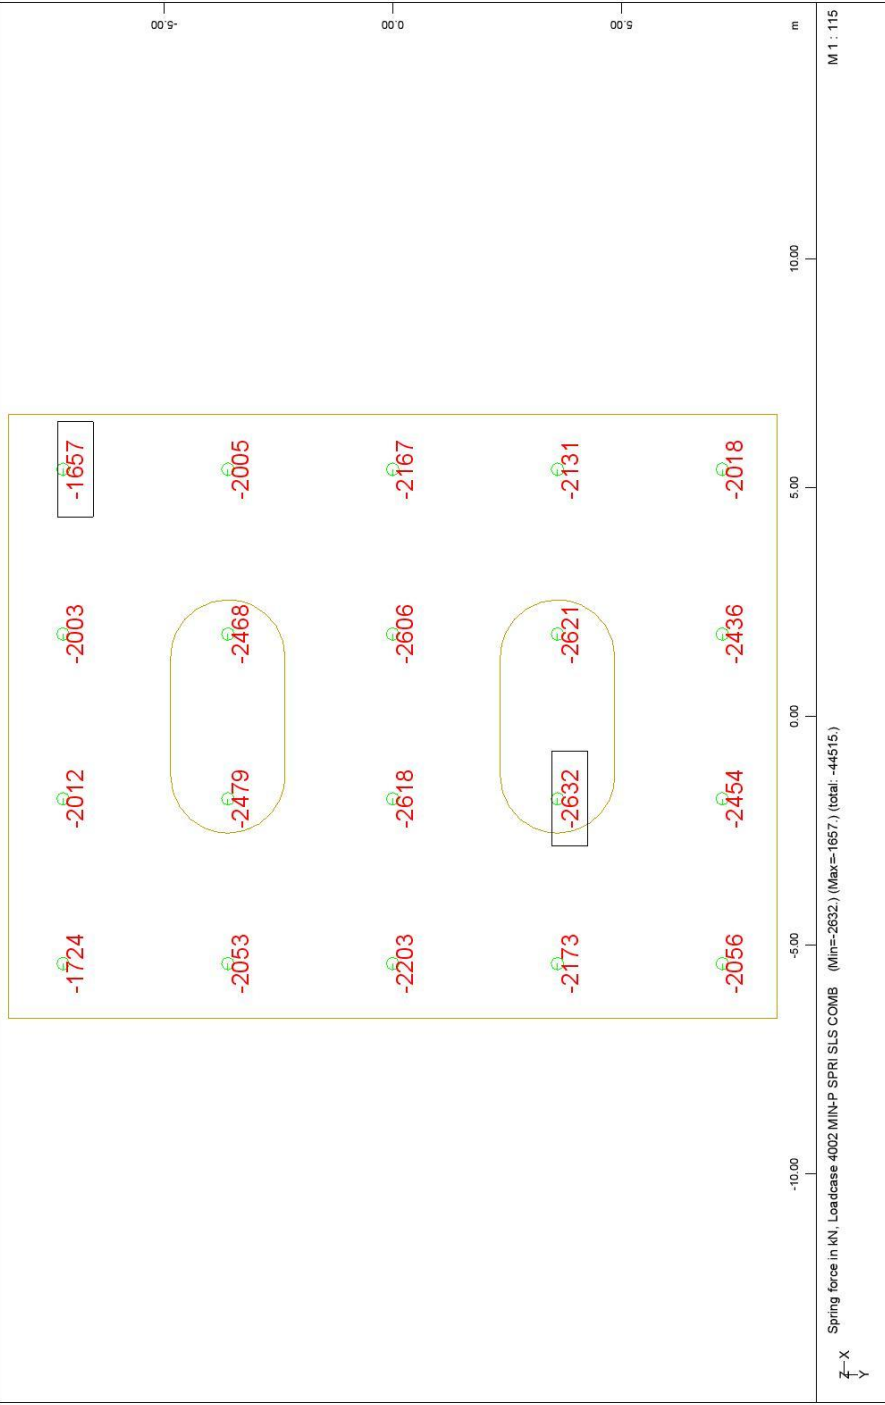 -1724 -2012 -2003 -1657
-5.00
-2053 -2479 -2468 -2005
-2203 -2618 -2606 -2167
0.00
-2173 -2632 -2621 -2131
5.00
-2056 -2454 -2436 -2018
-10.00 -5.00 0.00 5.00 10.00 m
Z X
Y
Spring force in kN, Loadcase 4002 MIN-P SPRI SLS COMB (Min=-2632.) (Max=-1657.) (total: -44515.)
M 1 : 115